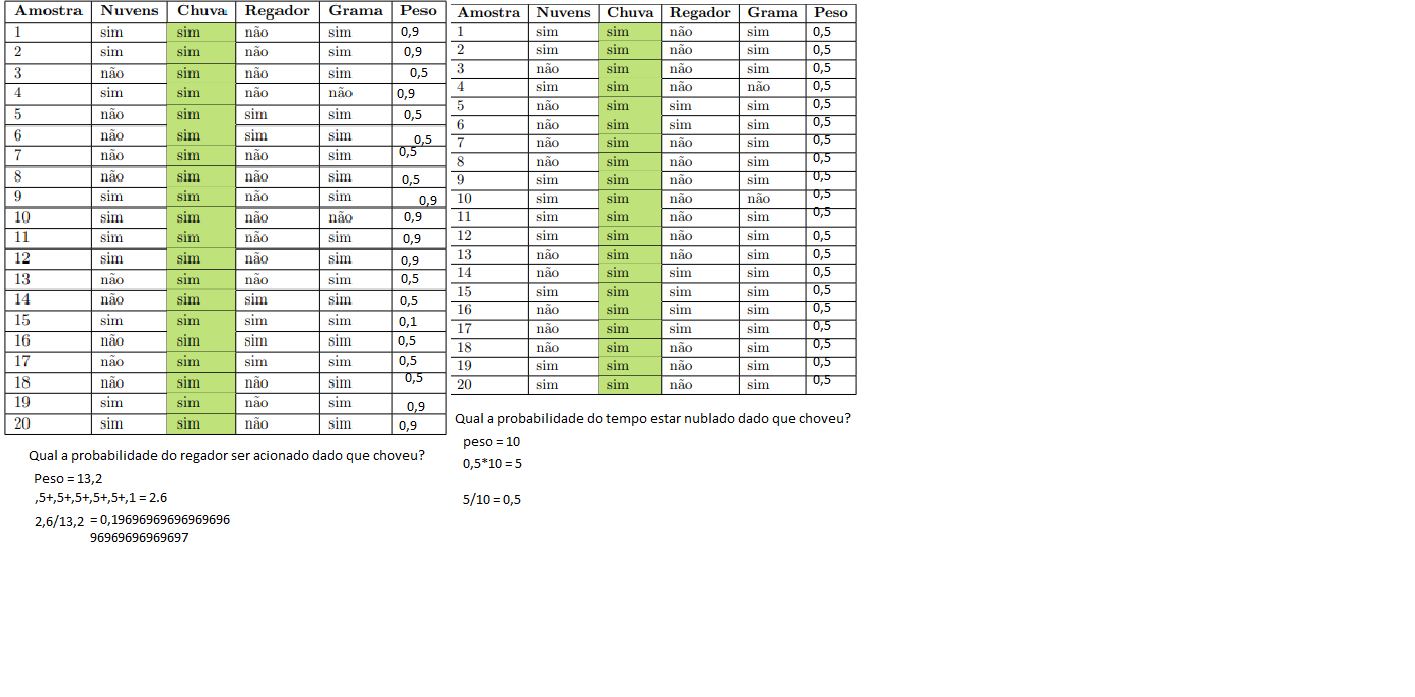 Amostra Nuvens Chuva Regador Grama Peso
1 sim sim não sim 0,9
2 sim sim não sim 0,9
3 não sim não sim 0,5
4 sim sim não não 0,9
5 não sim sim sim 0,5
6 não sim sim sim 0,5
7 não sim não sim 0,5
8 não sim não sim 0,5
9 sim sim não sim 0,9
10 sim sim não não 0,9
11 sim sim não sim 0,9
12 sim sim não sim 0,9
13 não sim não sim 0,5
14 não sim sim sim 0,5
15 sim sim sim sim 0,1
16 não sim sim sim 0,5
17 não sim sim sim 0,5
18 não sim não sim 0,5
19 sim sim não sim 0,9
20 sim sim não sim 0,9
Qual a probabilidade do regador ser acionado dado que choveu?
Peso = 13,2
,5+,5+,5+,5+,5+,1 = 2.6
2,6/13,2 = 0,19696969696969696
96969696969697
Amostra Nuvens Chuva Regador Grama Peso
1 sim sim não sim 0,5
2 sim sim não sim 0,5
3 não sim não sim 0,5
4 sim sim não não 0,5
5 não sim sim sim 0,5
6 não sim sim sim 0,5
7 não sim não sim 0,5
8 não sim não sim 0,5
9 sim sim não sim 0,5
10 sim sim não não 0,5
11 sim sim não sim 0,5
12 sim sim não sim 0,5
13 não sim não sim 0,5
14 não sim sim sim 0,5
15 sim sim sim sim 0,5
16 não sim sim sim 0,5
17 não sim sim sim 0,5
18 não sim não sim 0,5
19 sim sim não sim 0,5
20 sim sim não sim 0,5
Qual a probabilidade do tempo estar nublado dado que choveu?
peso = 10
0,5*10 = 5
5/10 = 0,5